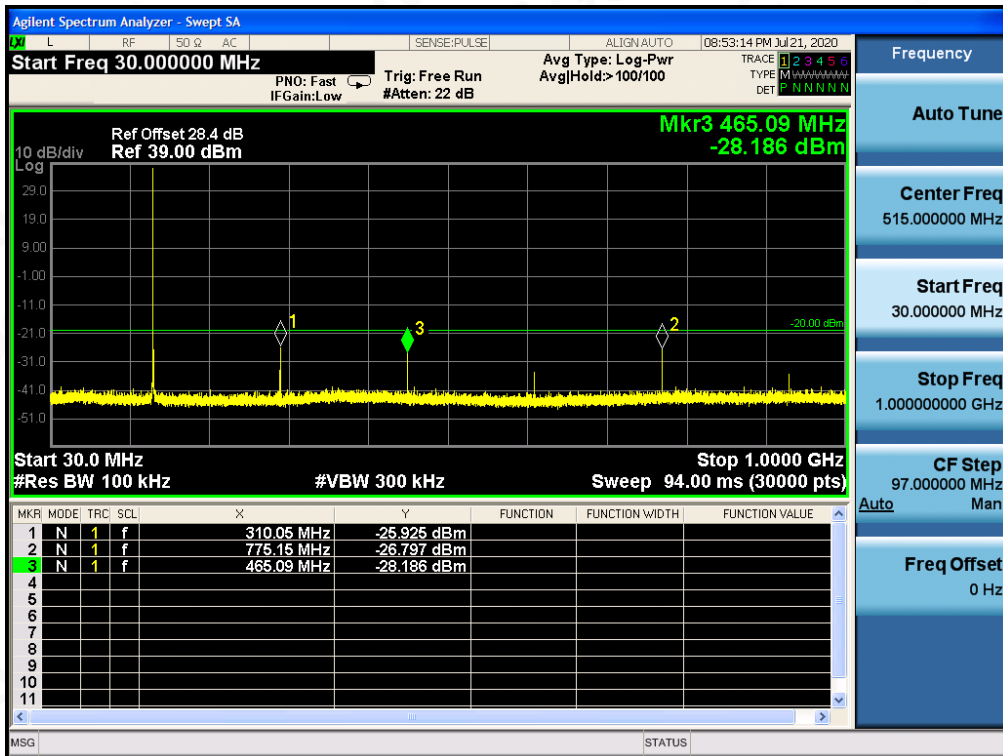 Agilent Spectrum Analyzer - Swept SA
LXI L RF 50 Ω AC SENSE:PULSE ALIGN AUTO 08:53:14 PM Jul 21, 2020
Start Freq 30.000000 MHz
PNO: Fast
IFGain:Low
Trig: Free Run
#Atten: 22 dB
Avg Type: Log-Pwr
Avg|Hold:> 100/100
TRACE 1 2 3 4 5 6
TYPE M W W W W W
DET P N N N N N
Mkr3 465.09 MHz
-28.186 dBm
Ref Offset 28.4 dB
10 dB/div Ref 39.00 dBm
Log
29.0
19.0
9.00
-1.00
-11.0
-21.0
-31.0
-41.0
-51.0
1
3
2
-20.00 dBm
Start 30.0 MHz Stop 1.0000 GHz
#Res BW 100 kHz #VBW 300 kHz Sweep 94.00 ms (30000 pts)
MKR MODE TRC SCL X Y FUNCTION FUNCTION WIDTH FUNCTION VALUE
1 N 1 f 310.05 MHz -25.925 dBm
2 N 1 f 775.15 MHz -26.797 dBm
3 N 1 f 465.09 MHz -28.186 dBm
4
5
6
7
8
9
10
11
MSG STATUS
Frequency
Auto Tune
Center Freq
515.000000 MHz
Start Freq
30.000000 MHz
Stop Freq
1.000000000 GHz
CF Step
97.000000 MHz
Auto Man
Freq Offset
0 Hz